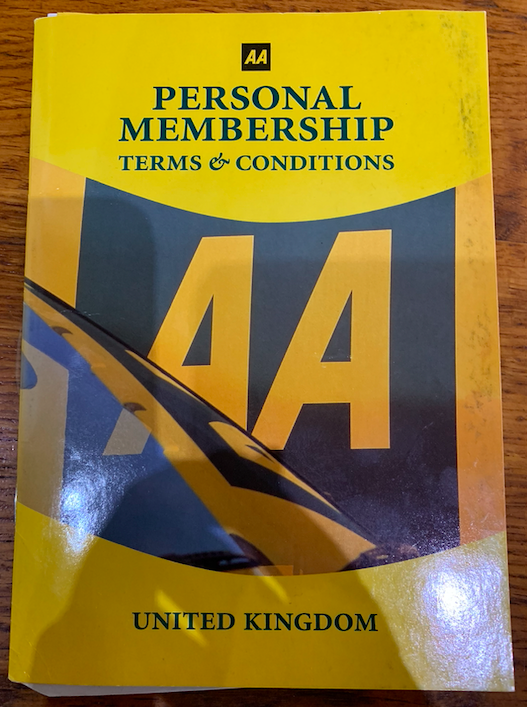 AA
PERSONAL
MEMBERSHIP
TERMS & CONDITIONS
AA
UNITED KINGDOM